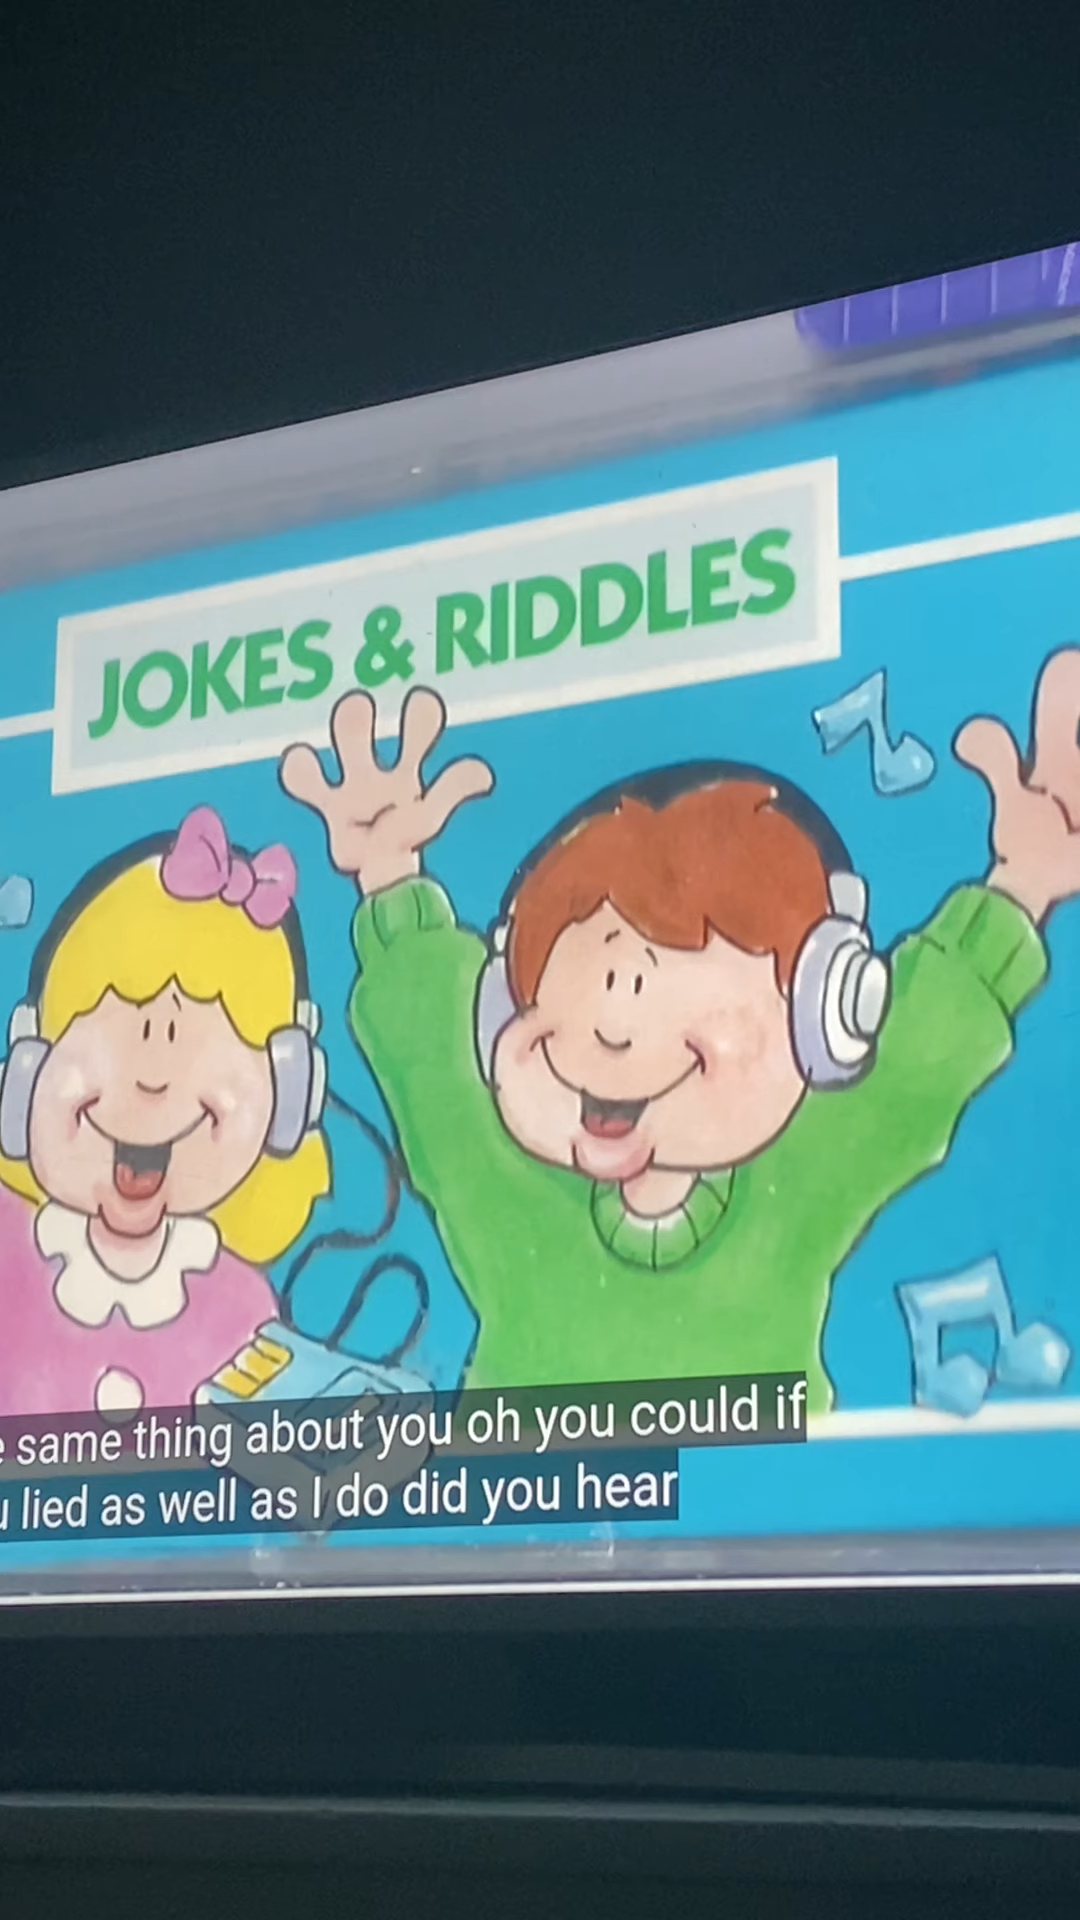 JOKES & RIDDLES
same thing about you oh you could if
lied as well as I do did you hear